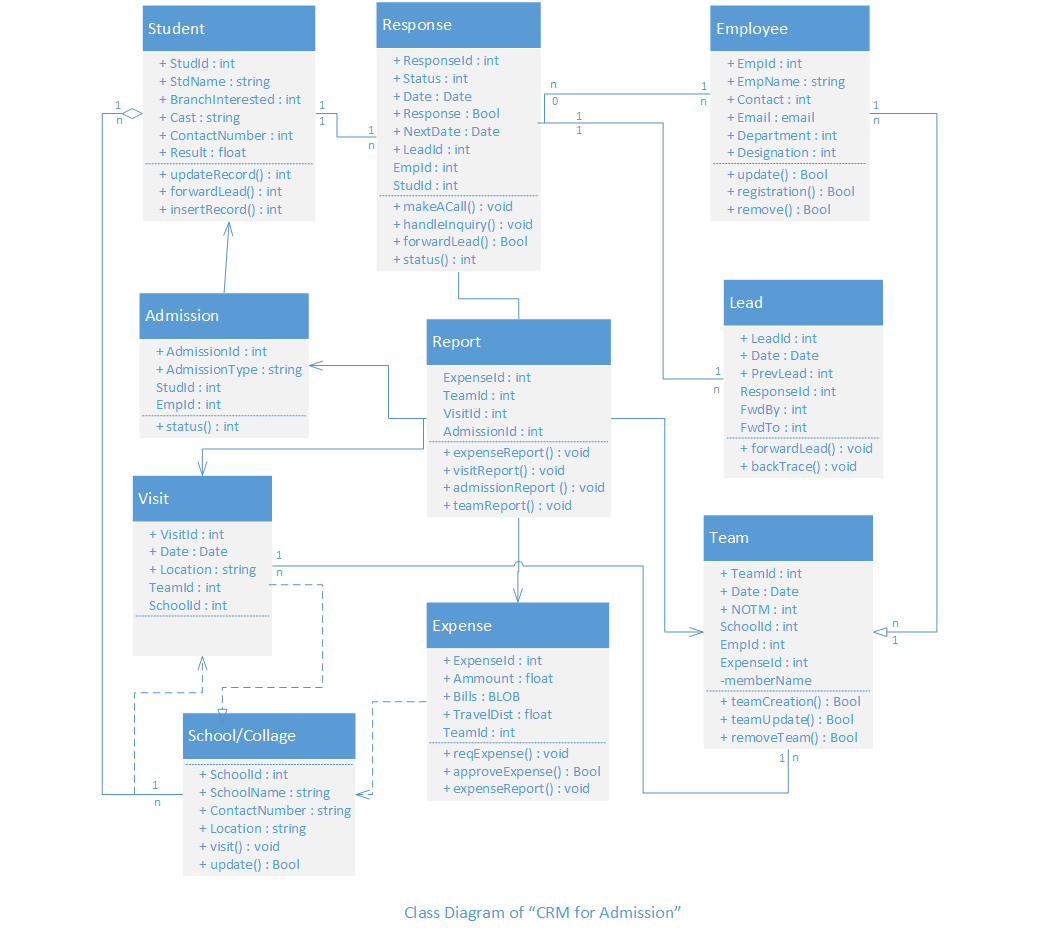 Student
+ StudId : int
+ StdName : string
+ BranchInterested : int
+ Cast : string
+ ContactNumber : int
+ Result : float
+ updateRecord() : int
+ forwardLead() : int
+ insertRecord() : int
Response
+ ResponseId : int
+ Status : int
+ Date : Date
+ Response : Bool
+ NextDate : Date
+ LeadId : int
EmpId : int
StudId : int
+ makeACall() : void
+ handleInquiry() : void
+ forwardLead() : Bool
+ status() : int
Employee
+ EmpId : int
+ EmpName : string
+ Contact : int
+ Email : email
+ Department : int
+ Designation : int
+ update() : Bool
+ registration() : Bool
+ remove() : Bool
1
n
1
1
1
n
n
0
1
n
1
1
1
n
Admission
+ AdmissionId : int
+ AdmissionType : string
StudId : int
EmpId : int
+ status() : int
Report
ExpenseId : int
TeamId : int
VisitId : int
AdmissionId : int
+ expenseReport() : void
+ visitReport() : void
+ admissionReport () : void
+ teamReport() : void
Lead
+ LeadId : int
+ Date : Date
+ PrevLead : int
ResponseId : int
FwdBy : int
FwdTo : int
+ forwardLead() : void
+ backTrace() : void
1
n
Visit
+ VisitId : int
+ Date : Date
+ Location : string
TeamId : int
SchoolId : int
1
n
Team
+ TeamId : int
+ Date : Date
+ NOTM : int
SchoolId : int
EmpId : int
ExpenseId : int
-memberName
+ teamCreation() : Bool
+ teamUpdate() : Bool
+ removeTeam() : Bool
n
1
1 n
Expense
+ ExpenseId : int
+ Ammount : float
+ Bills : BLOB
+ TravelDist : float
TeamId : int
+ reqExpense() : void
+ approveExpense() : Bool
+ expenseReport() : void
School/Collage
+ SchoolId : int
+ SchoolName : string
+ ContactNumber : string
+ Location : string
+ visit() : void
+ update() : Bool
1
n
Class Diagram of “CRM for Admission”